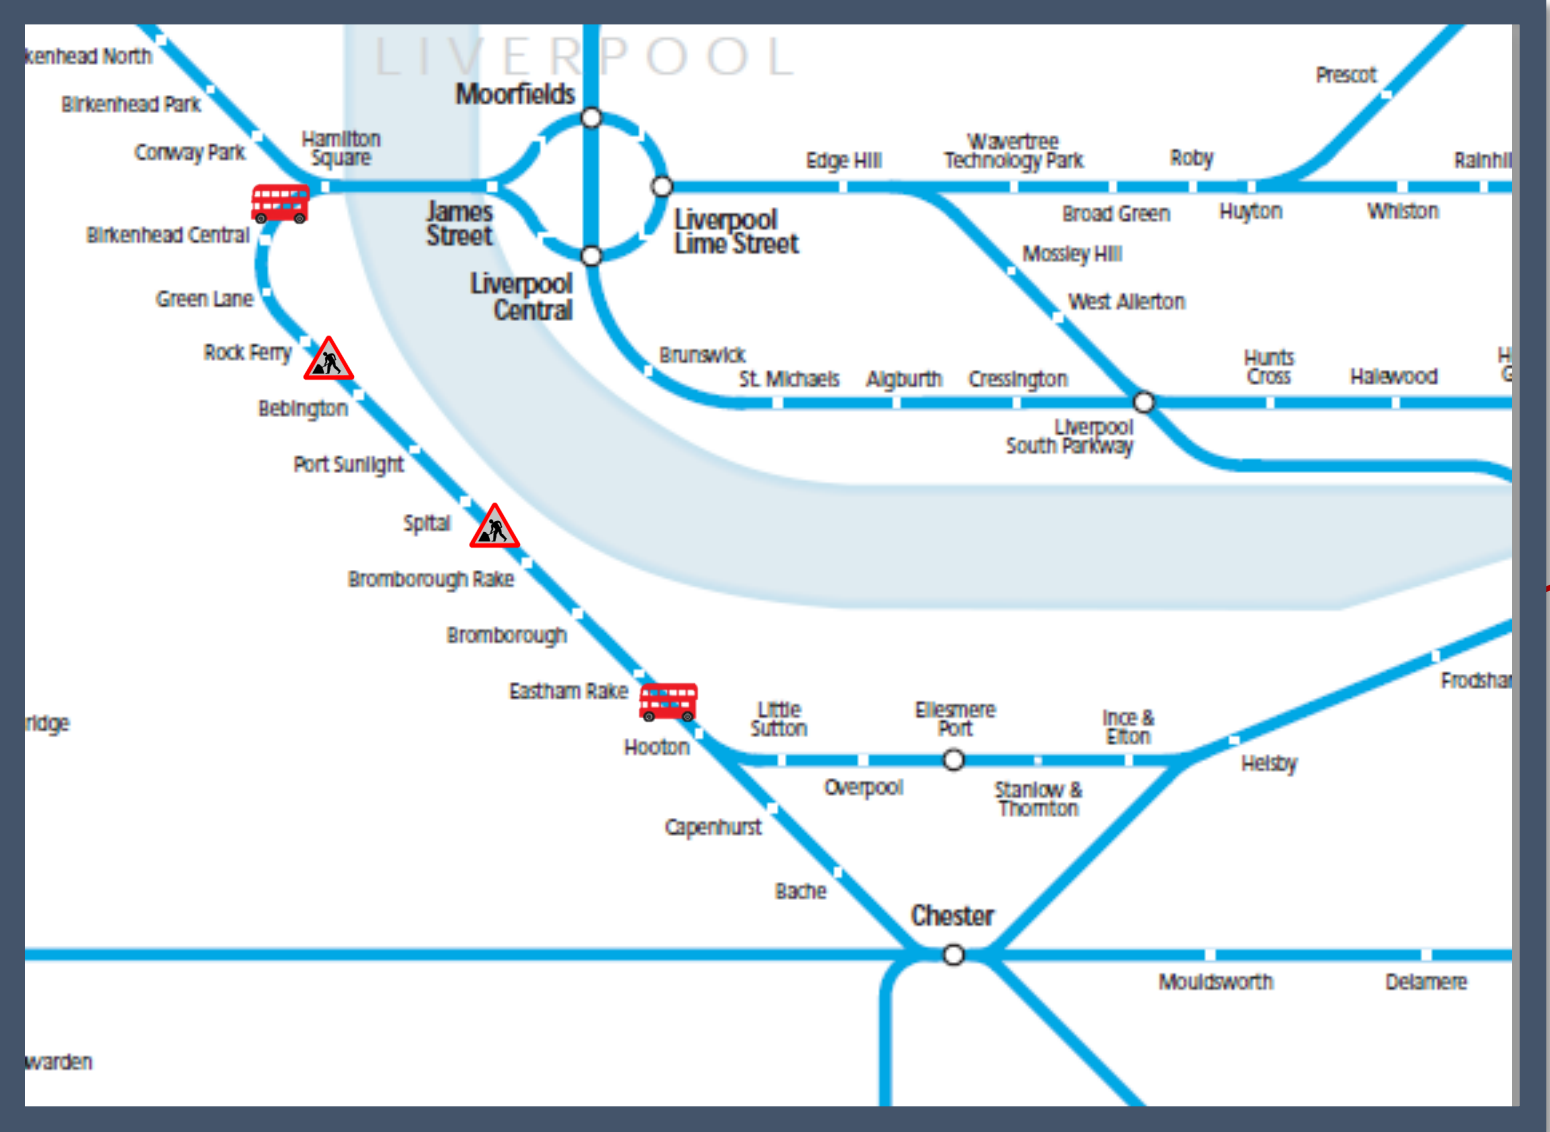 LIVERPOOL
kenhead North
Birkenhead Park
Conway Park
Hamilton
Square
Moorfields
James
Street
Liverpool
Lime Street
Liverpool
Central
Edge Hill
Wavertree
Technology Park
Broad Green
Roby
Huyton
Prescot
Whiston
Rainhil
Mossley Hill
West Allerton
Birkenhead Central
Green Lane
Rock Ferry
Bebington
Port Sunlight
Spital
Bromborough Rake
Bromborough
Eastham Rake
Hooton
Brunswick
St. Michaels
Aigburth
Cressington
Liverpool
South Parkway
Hunts
Cross
Halewood
H
G
Little
Sutton
Overpool
Ellesmere
Port
Stanlow &
Thornton
Ince &
Elton
Helsby
Frodshar
Capenhurst
Bache
Chester
Mouldsworth
Delamere
ridge
warden